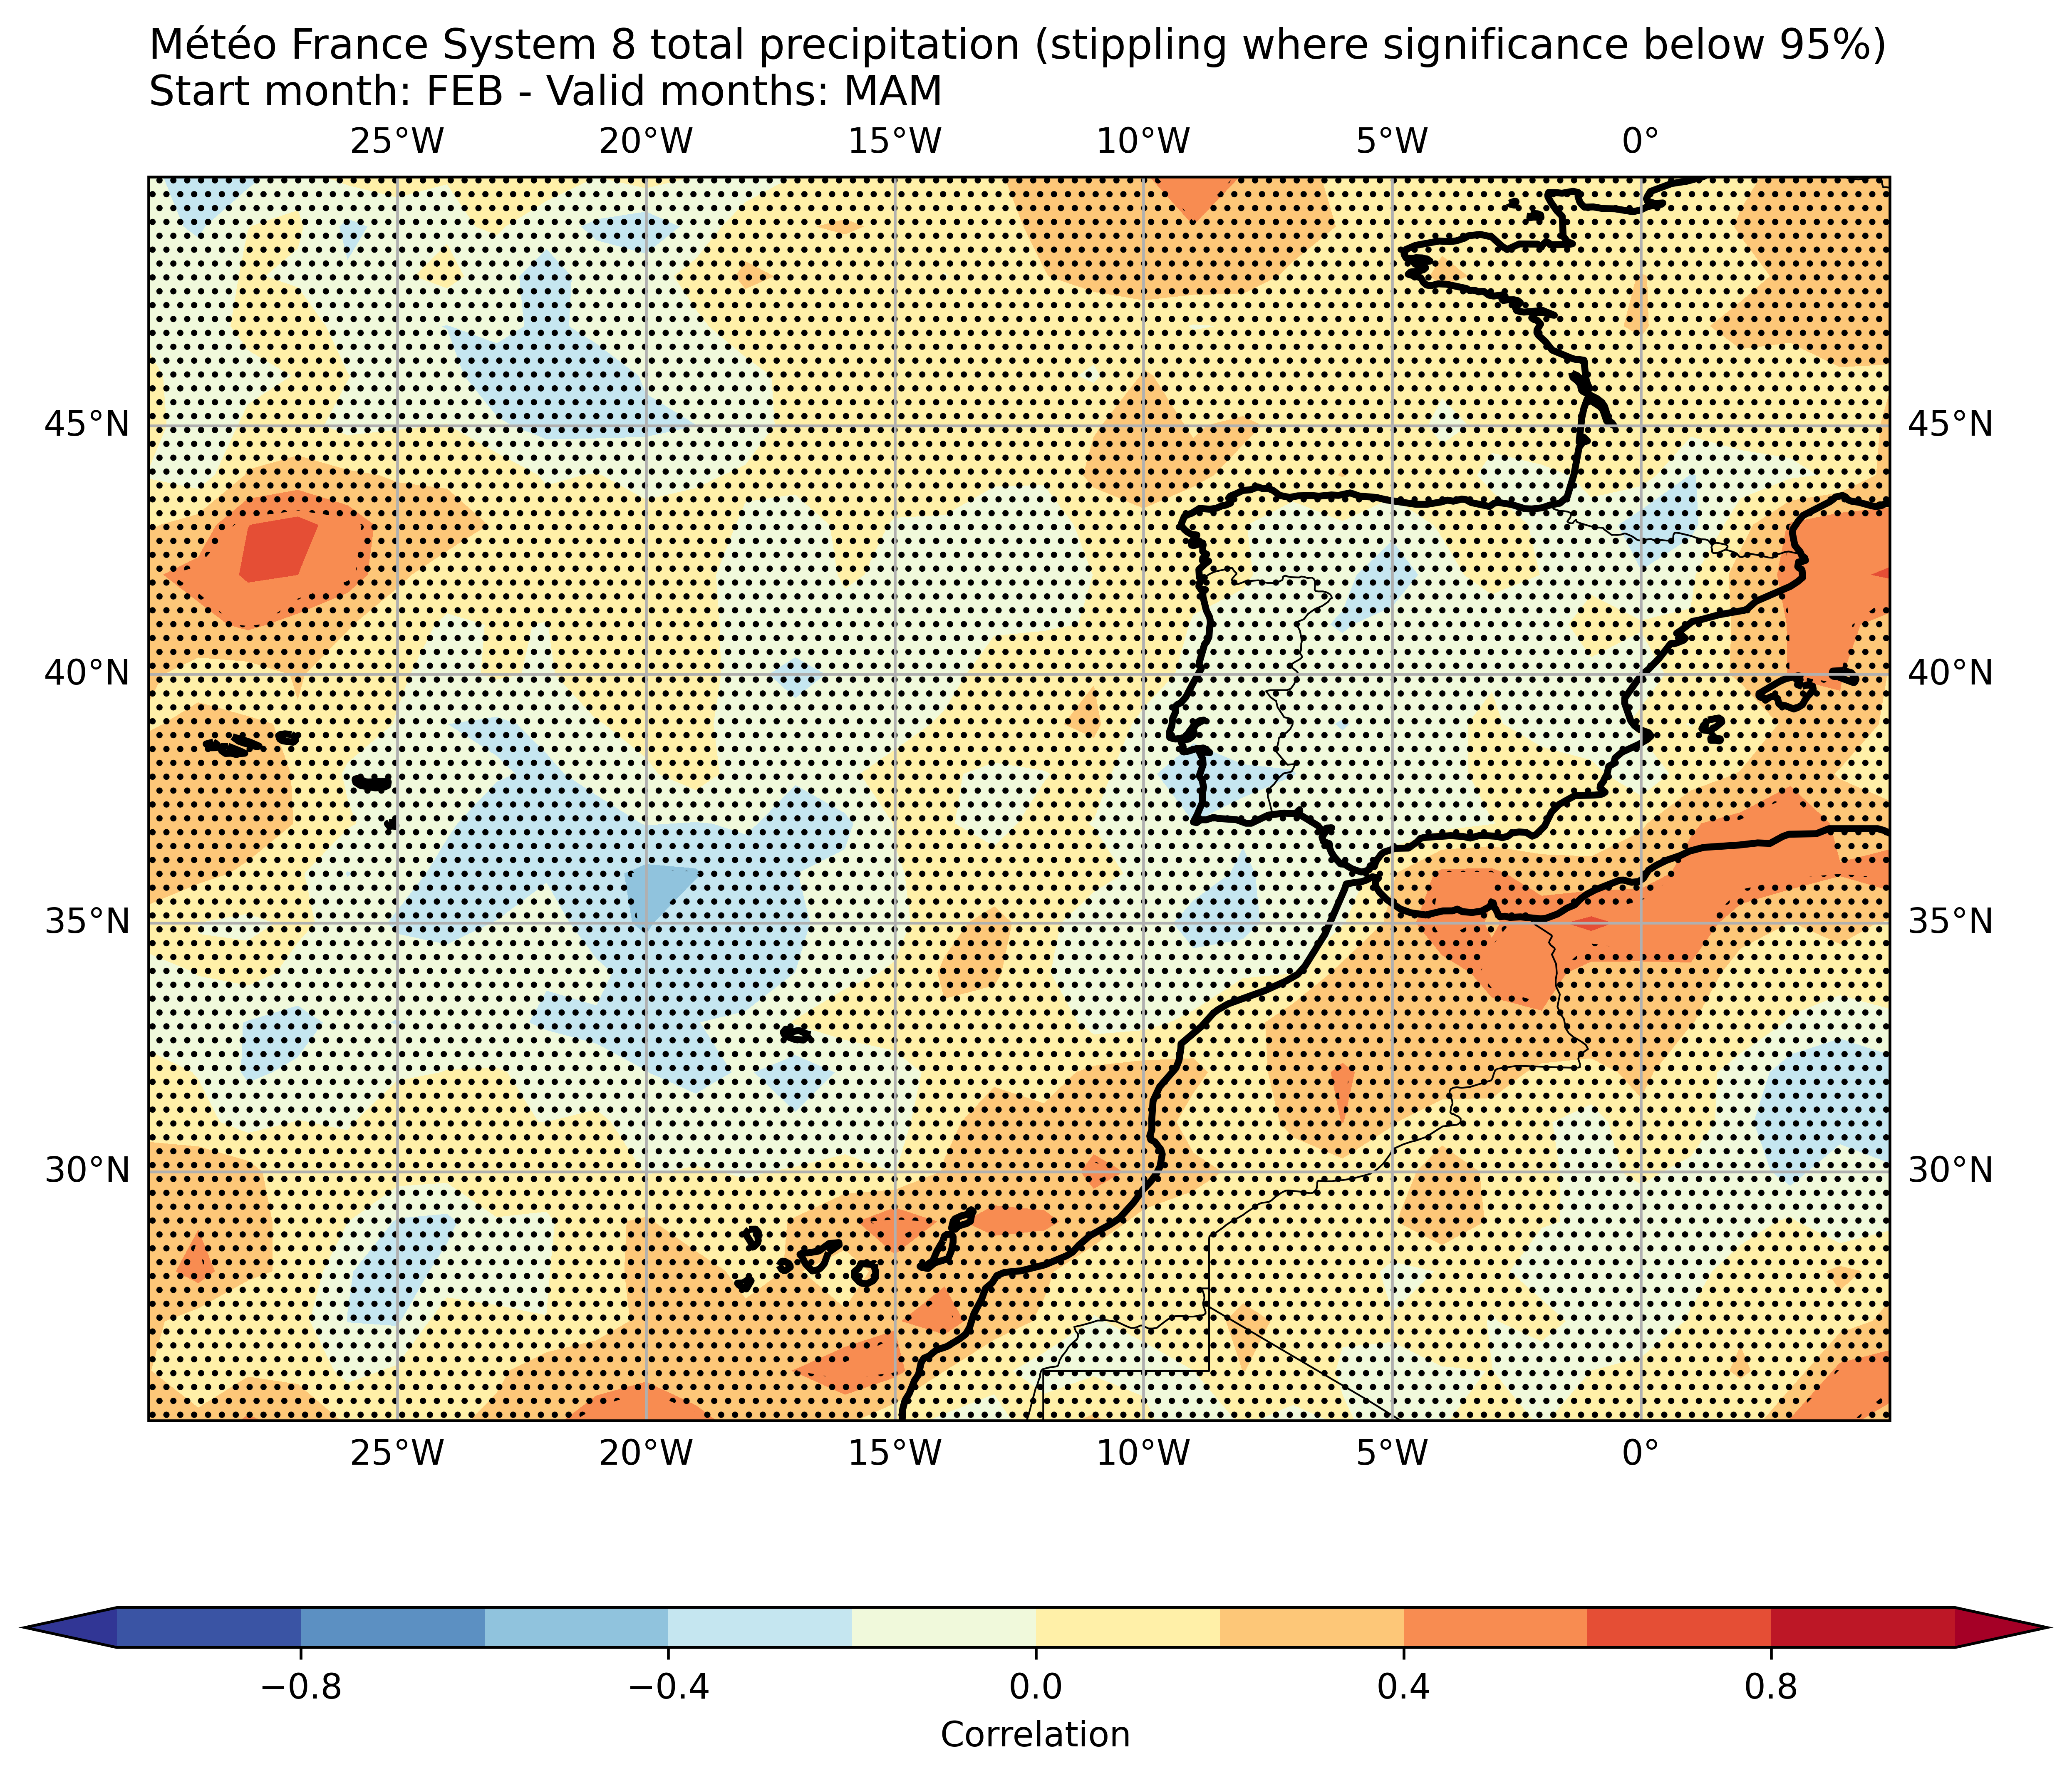 Météo France System 8 total precipitation (stippling where significance below 95%)
Start month: FEB - Valid months: MAM
25°W 20°W 15°W 10°W 5°W 0°
45°N 45°N
40°N 40°N
35°N 35°N
30°N 30°N
25°W 20°W 15°W 10°W 5°W 0°
−0.8 −0.4 0.0 0.4 0.8
Correlation